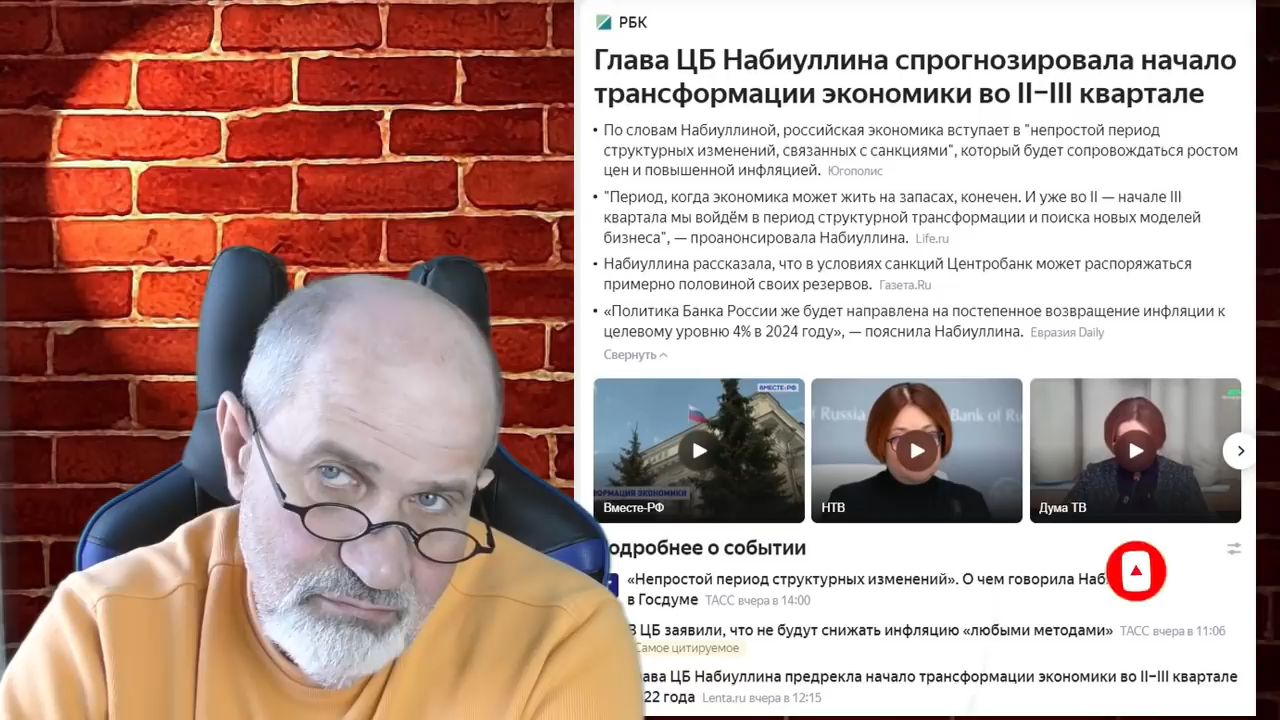 РБК
Глава ЦБ Набиуллина спрогнозировала начало
трансформации экономики во II–III квартале
• По словам Набиуллиной, российская экономика вступает в "непростой период
структурных изменений, связанных с санкциями", который будет сопровождаться ростом
цен и повышенной инфляцией. Югополис
• "Период, когда экономика может жить на запасах, конечен. И уже во II — начале III
квартала мы войдём в период структурной трансформации и поиска новых моделей
бизнеса", — проанонсировала Набиуллина. Life.ru
• Набиуллина рассказала, что в условиях санкций Центробанк может распоряжаться
примерно половиной своих резервов. Газета.Ru
• «Политика Банка России же будет направлена на постепенное возвращение инфляции к
целевому уровню 4% в 2024 году», — пояснила Набиуллина. Евразия Daily
Свернуть
ВМЕСТЕ-РФ
ФОРМАЦИЯ ЭКОНОМИКИ
Вместе-РФ
Russia
Bank of Ru
НТВ
Дума ТВ
одробнее о событии
«Непростой период структурных изменений». О чем говорила Наб
в Госдуме ТАСС вчера в 14:00
В ЦБ заявили, что не будут снижать инфляцию «любыми методами» ТАСС вчера в 11:06
Самое цитируемое
лава ЦБ Набиуллина предрекла начало трансформации экономики во II–III квартале
22 года Lenta.ru вчера в 12:15